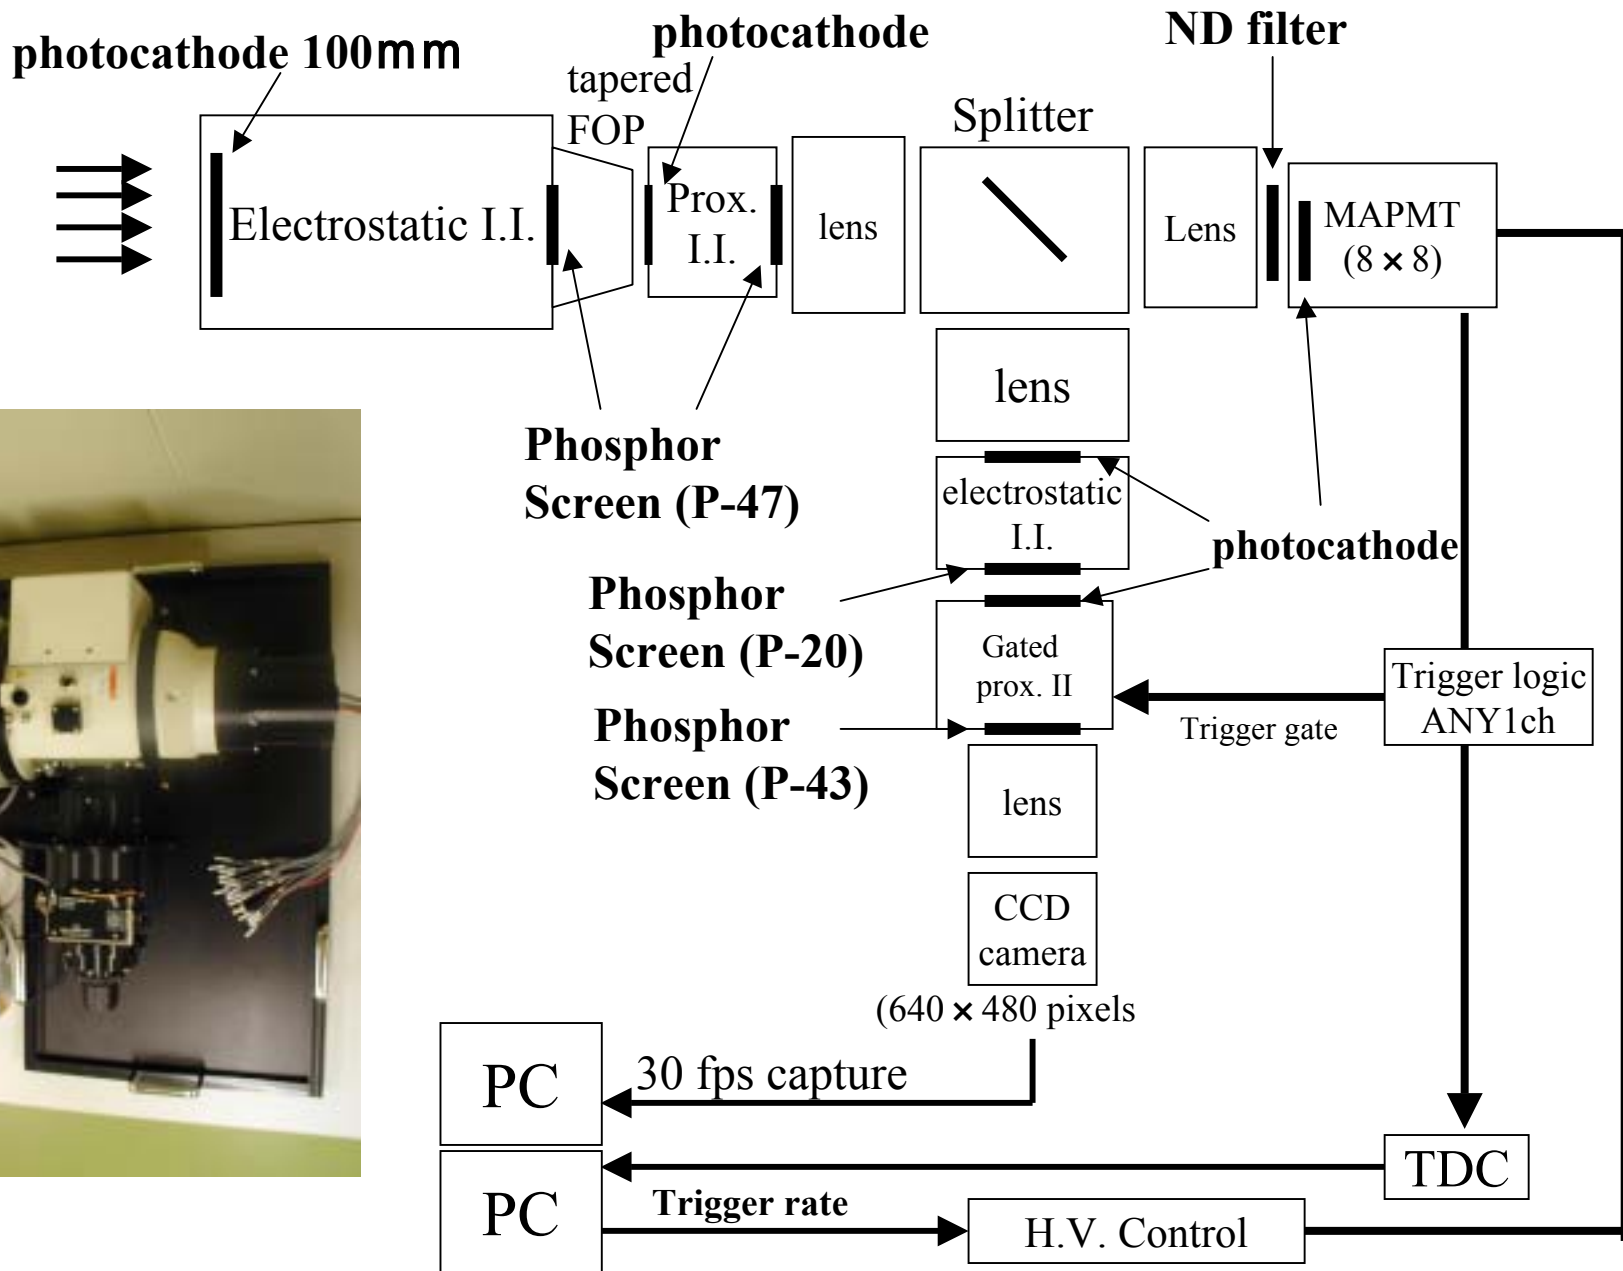 photocathode 100mm
photocathode
ND filter
tapered
FOP
Splitter
Electrostatic I.I.
Prox.
I.I.
lens
Lens
MAPMT
(8 × 8)
lens
Phosphor
Screen (P-47)
electrostatic
I.I.
photocathode
Phosphor
Screen (P-20)
Gated
prox. II
Trigger logic
ANY1ch
Trigger gate
Phosphor
Screen (P-43)
lens
CCD
camera
(640 × 480 pixels
PC
30 fps capture
TDC
PC
Trigger rate
H.V. Control